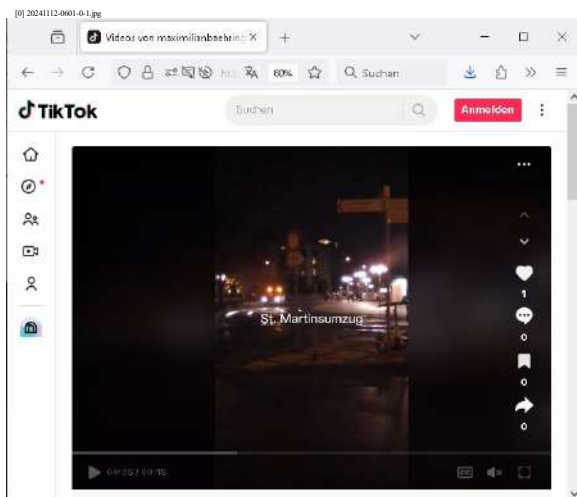 [0] 20241112-0601-0-1.jpg
Videos von maximilianbaehring
80%
Suchen
TikTok
Suchen
Anmelden
St. Martinsumzug
1
0
0
0